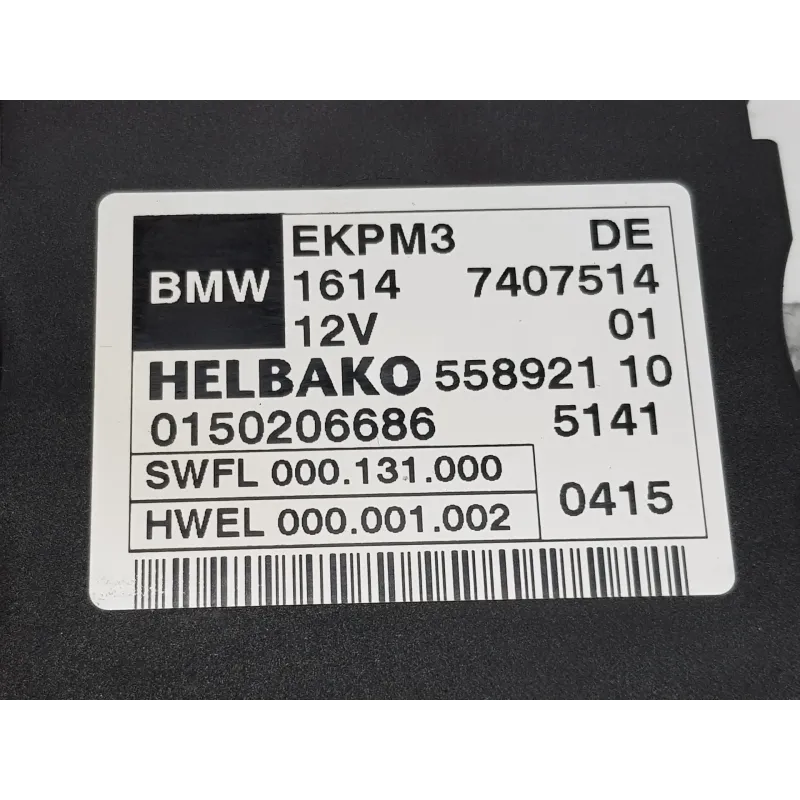 EKPM3 DE
BMW 1614 7407514
12V 01
HELBAKO 558921 10
0150206686 5141
SWFL 000.131.000
HWEL 000.001.002 0415